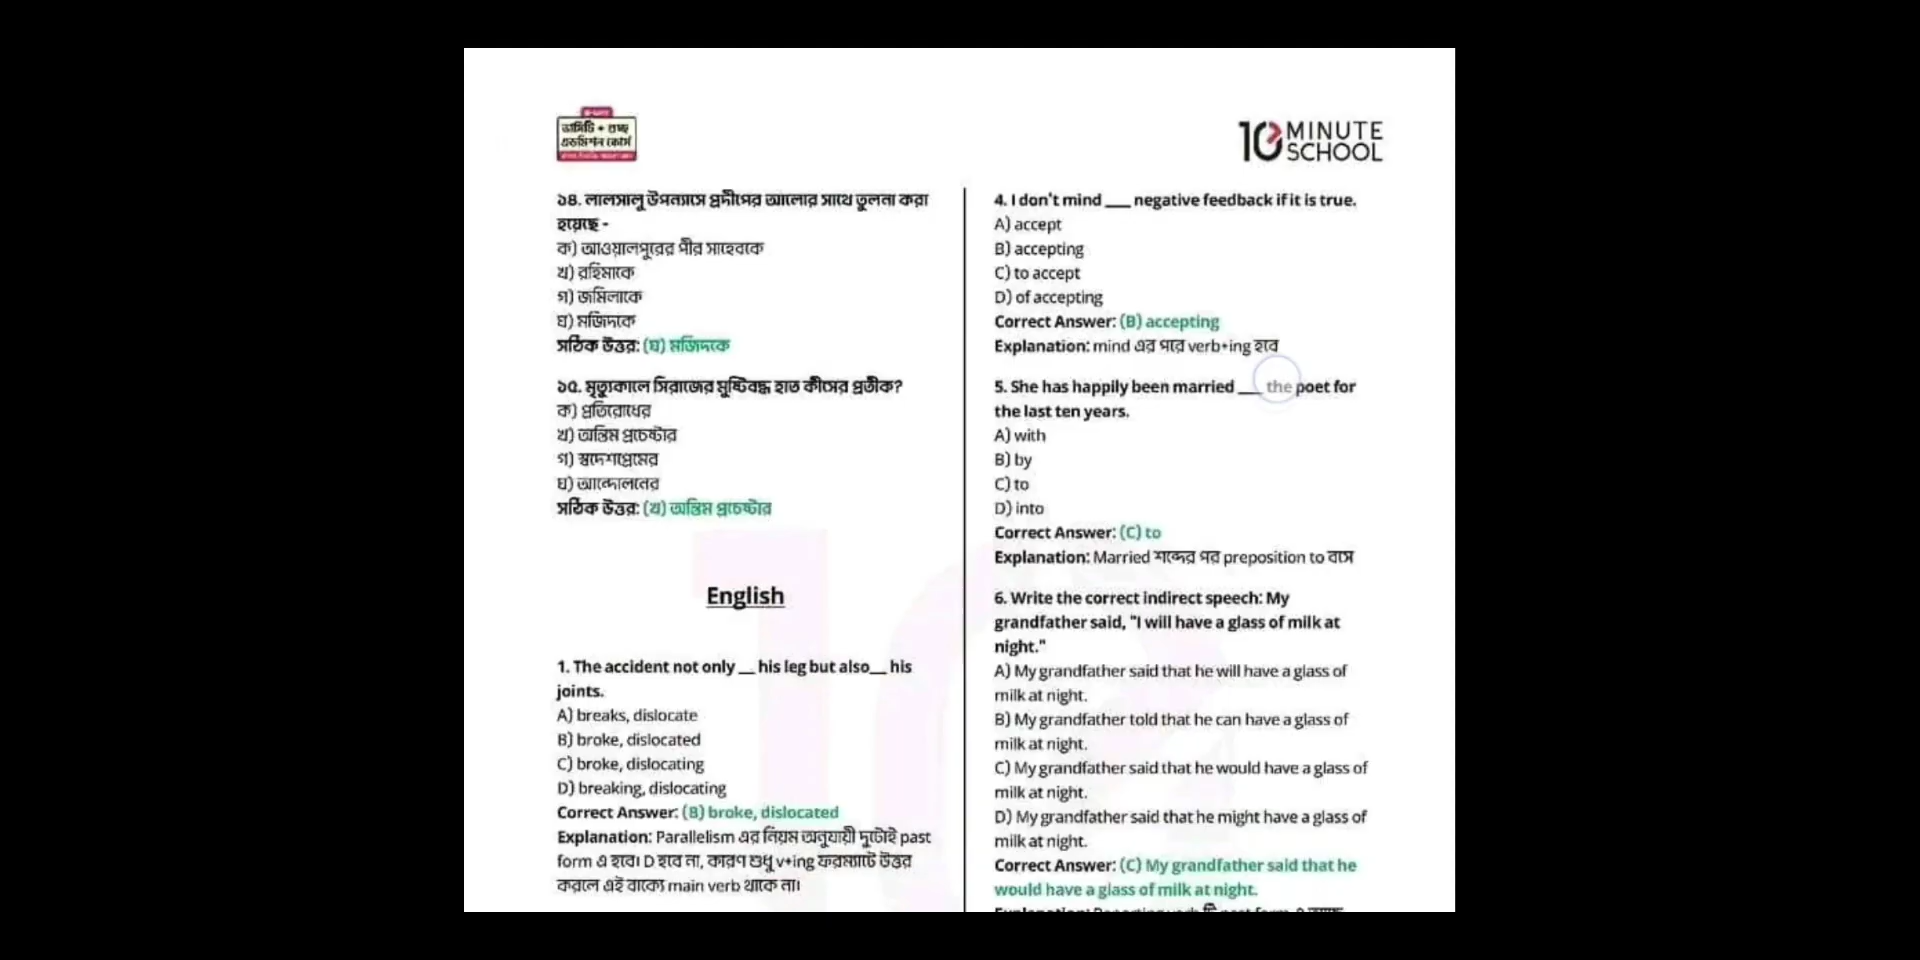 ভার্সিটি + গুচ্ছ
এডমিশন কোর্স
10 MINUTE
SCHOOL
১৪. লালসালু উপন্যাসে প্রদীপের আলোর সাথে তুলনা করা
হয়েছে -
ক) আওয়ালপুরের পীর সাহেবকে
খ) রহিমাকে
গ) জমিলাকে
ঘ) মজিদকে
সঠিক উত্তর: (ঘ) মজিদকে
১৫. মৃত্যুকালে সিরাজের মুষ্টিবদ্ধ হাত কীসের প্রতীক?
ক) প্রতিরোধের
খ) অন্তিম প্রচেষ্টার
গ) স্বদেশপ্রেমের
ঘ) আন্দোলনের
সঠিক উত্তর: (খ) অন্তিম প্রচেষ্টার
English
1. The accident not only __ his leg but also__ his
joints.
A) breaks, dislocate
B) broke, dislocated
C) broke, dislocating
D) breaking, dislocating
Correct Answer: (B) broke, dislocated
Explanation: Parallelism এর নিয়ম অনুযায়ী দুটোই past
form এ হবে। D হবে না, কারণ শুধু v+ing ফরম্যাটে উত্তর
করলে এই বাক্যে main verb থাকে না।
4. I don't mind ___ negative feedback if it is true.
A) accept
B) accepting
C) to accept
D) of accepting
Correct Answer: (B) accepting
Explanation: mind এর পরে verb+ing হবে
5. She has happily been married ___ the poet for
the last ten years.
A) with
B) by
C) to
D) into
Correct Answer: (C) to
Explanation: Married শব্দের পর preposition to বসে
6. Write the correct indirect speech: My
grandfather said, "I will have a glass of milk at
night."
A) My grandfather said that he will have a glass of
milk at night.
B) My grandfather told that he can have a glass of
milk at night.
C) My grandfather said that he would have a glass of
milk at night.
D) My grandfather said that he might have a glass of
milk at night.
Correct Answer: (C) My grandfather said that he
would have a glass of milk at night.